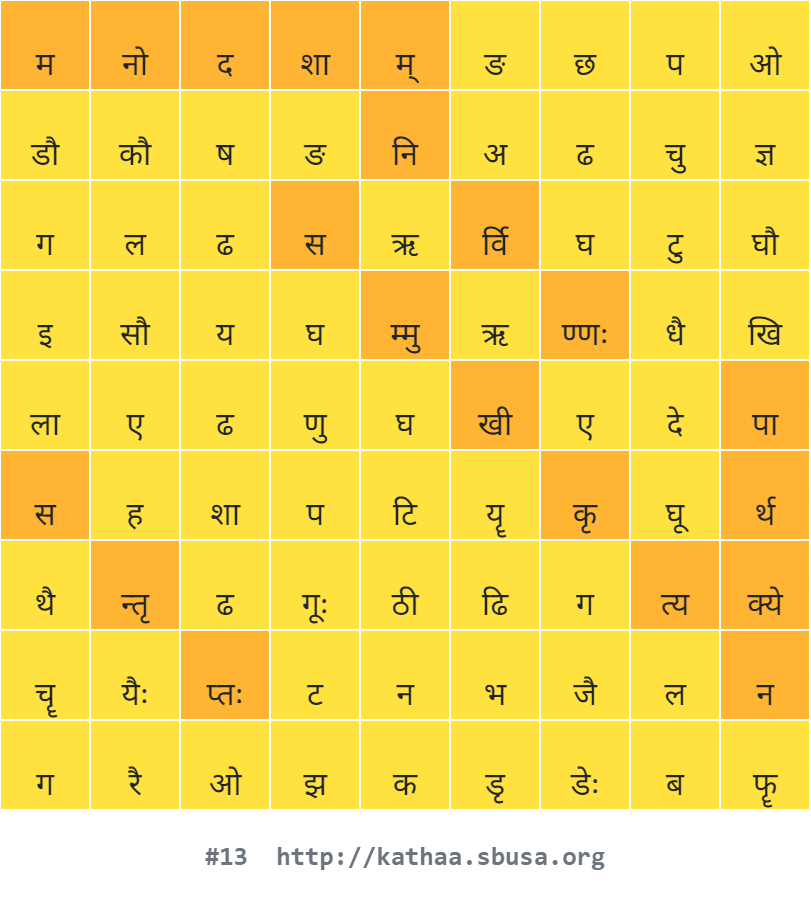 म नो द शा म् ङ छ प ओ
डौ कौ ष ङ नि अ ढ चु ज्ञ
ग ल ढ स ऋ र्वि घ टु घौ
इ सौ य घ म्मु ऋ ण्णः धै खि
ला ए ढ णु घ खी ए दे पा
स ह शा प टि यॄ कृ घू र्थ
थै न्तृ ढ गूः ठी ढि ग त्य क्ये
चॄ यैः प्तः ट न भ जै ल न
ग रै ओ झ क डृ डेः ब फॄ
#13 http://kathaa.sbusa.org